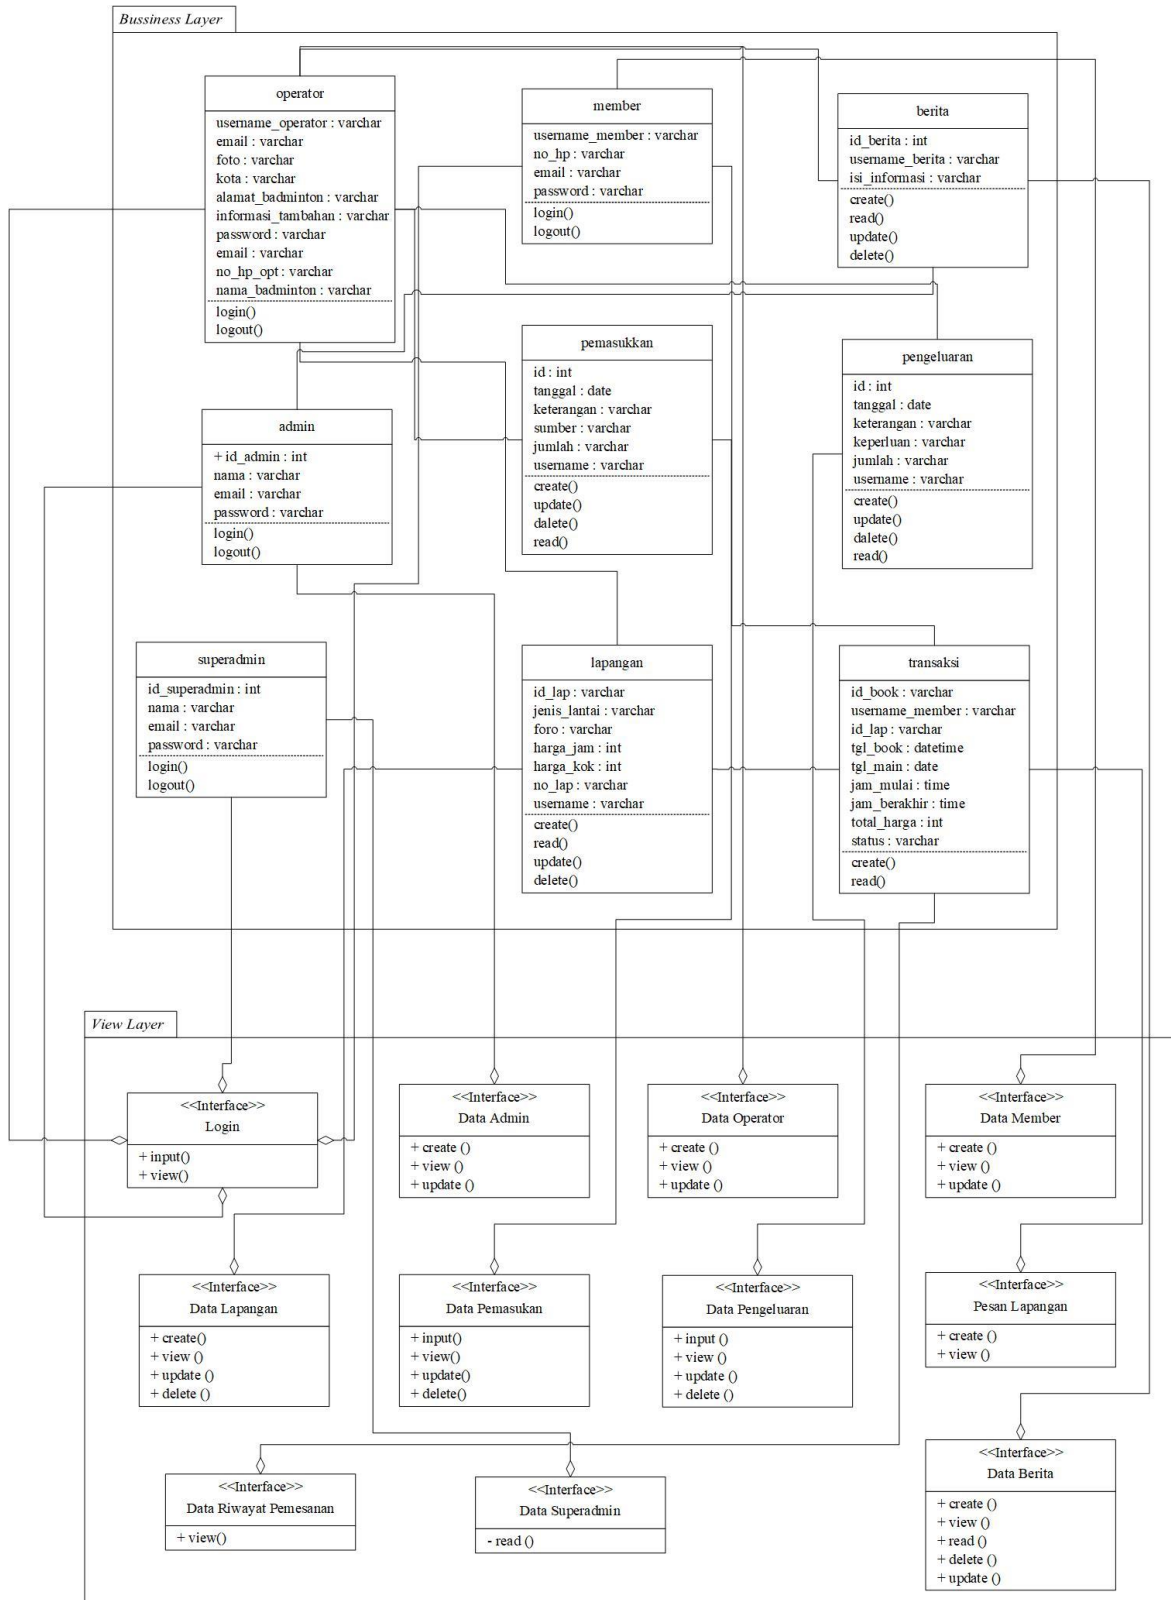 Bussiness Layer
operator
username_operator : varchar
email : varchar
foto : varchar
kota : varchar
alamat_badminton : varchar
informasi_tambahan : varchar
password : varchar
email : varchar
no_hp_opt : varchar
nama_badminton : varchar
login()
logout()
member
username_member : varchar
no_hp : varchar
email : varchar
password : varchar
login()
logout()
berita
id_berita : int
username_berita : varchar
isi_informasi : varchar
create()
read()
update()
delete()
admin
+ id_admin : int
nama : varchar
email : varchar
password : varchar
login()
logout()
pemasukkan
id : int
tanggal : date
keterangan : varchar
sumber : varchar
jumlah : varchar
username : varchar
create()
update()
dalete()
read()
pengeluaran
id : int
tanggal : date
keterangan : varchar
keperluan : varchar
jumlah : varchar
username : varchar
create()
update()
dalete()
read()
superadmin
id_superadmin : int
nama : varchar
email : varchar
password : varchar
login()
logout()
lapangan
id_lap : varchar
jenis_lantai : varchar
foro : varchar
harga_jam : int
harga_kok : int
no_lap : varchar
username : varchar
create()
read()
update()
delete()
transaksi
id_book : varchar
username_member : varchar
id_lap : varchar
tgl_book : datetime
tgl_main : date
jam_mulai : time
jam_berakhir : time
total_harga : int
status : varchar
create()
read()
View Layer
<<Interface>>
Login
+ input()
+ view()
<<Interface>>
Data Admin
+ create ()
+ view ()
+ update ()
<<Interface>>
Data Operator
+ create ()
+ view ()
+ update ()
<<Interface>>
Data Member
+ create ()
+ view ()
+ update ()
<<Interface>>
Data Lapangan
+ create()
+ view ()
+ update ()
+ delete ()
<<Interface>>
Data Pemasukan
+ input()
+ view()
+ update()
+ delete()
<<Interface>>
Data Pengeluaran
+ input ()
+ view ()
+ update ()
+ delete ()
<<Interface>>
Pesan Lapangan
+ create ()
+ view ()
<<Interface>>
Data Riwayat Pemesanan
+ view()
<<Interface>>
Data Superadmin
- read ()
<<Interface>>
Data Berita
+ create ()
+ view ()
+ read ()
+ delete ()
+ update ()